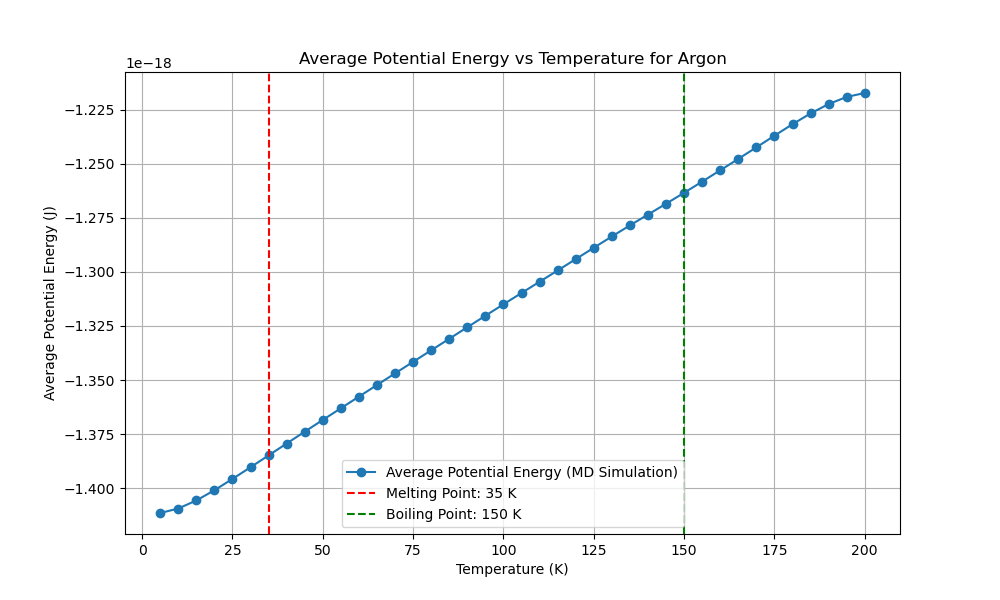 Average Potential Energy vs Temperature for Argon
1e−18
−1.225
−1.250
−1.275
−1.300
−1.325
−1.350
−1.375
−1.400
Average Potential Energy (J)
Average Potential Energy (MD Simulation)
Melting Point: 35 K
Boiling Point: 150 K
0 25 50 75 100 125 150 175 200
Temperature (K)